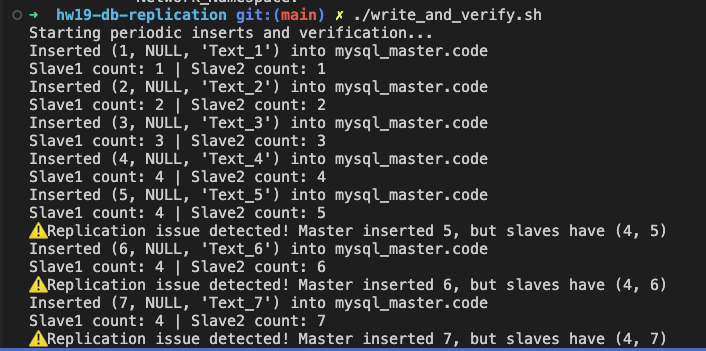 Network_Namespace:
→ hw19-db-replication git:(main) ✗ ./write_and_verify.sh
Starting periodic inserts and verification...
Inserted (1, NULL, 'Text_1') into mysql_master.code
Slave1 count: 1 | Slave2 count: 1
Inserted (2, NULL, 'Text_2') into mysql_master.code
Slave1 count: 2 | Slave2 count: 2
Inserted (3, NULL, 'Text_3') into mysql_master.code
Slave1 count: 3 | Slave2 count: 3
Inserted (4, NULL, 'Text_4') into mysql_master.code
Slave1 count: 4 | Slave2 count: 4
Inserted (5, NULL, 'Text_5') into mysql_master.code
Slave1 count: 4 | Slave2 count: 5
⚠️Replication issue detected! Master inserted 5, but slaves have (4, 5)
Inserted (6, NULL, 'Text_6') into mysql_master.code
Slave1 count: 4 | Slave2 count: 6
⚠️Replication issue detected! Master inserted 6, but slaves have (4, 6)
Inserted (7, NULL, 'Text_7') into mysql_master.code
Slave1 count: 4 | Slave2 count: 7
⚠️Replication issue detected! Master inserted 7, but slaves have (4, 7)